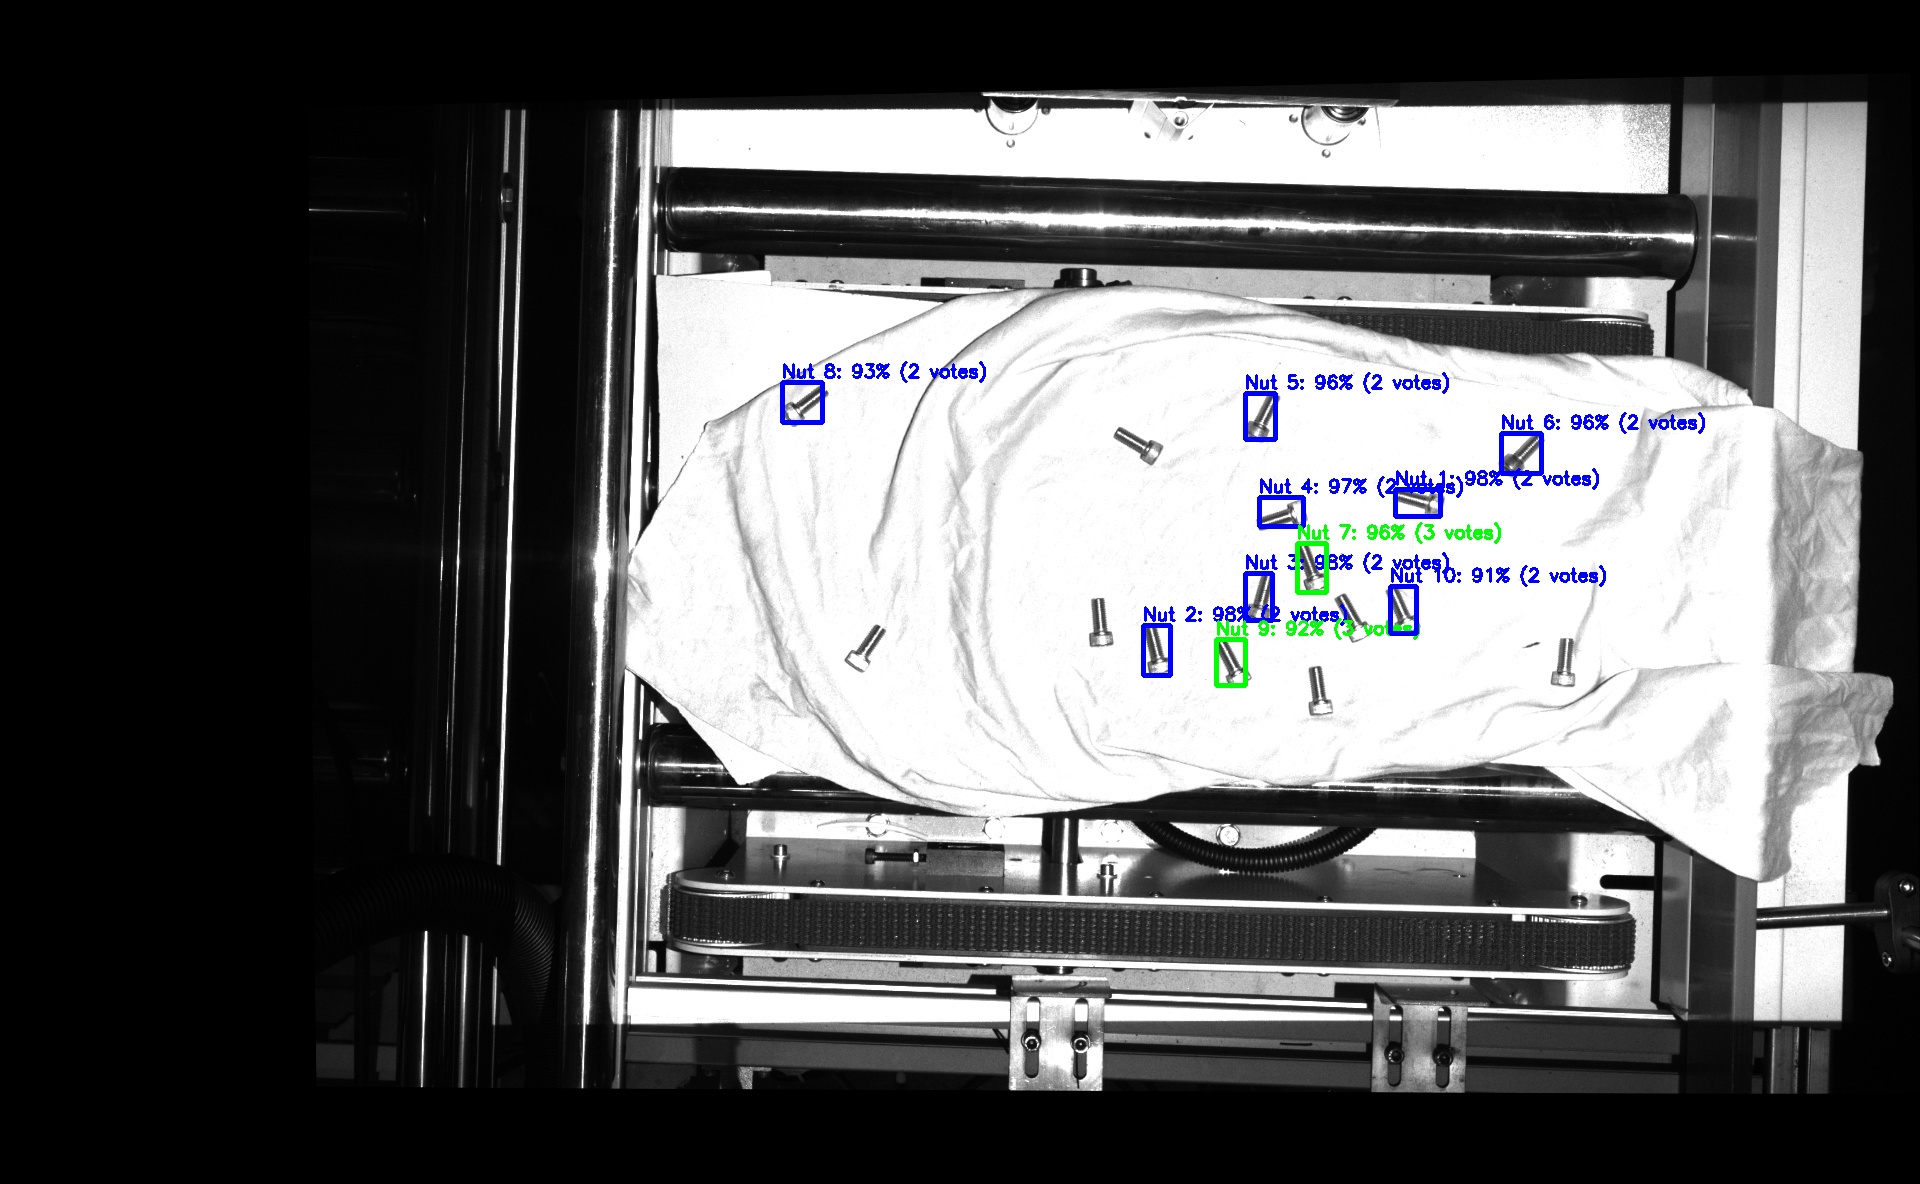 Nut 8: 93% (2 votes)
Nut 5: 96% (2 votes)
Nut 6: 96% (2 votes)
Nut 4: 97% (2 votes)
Nut 1: 98% (2 votes)
Nut 7: 96% (3 votes)
Nut 3: 98% (2 votes)
Nut 10: 91% (2 votes)
Nut 2: 98% (2 votes)
Nut 9: 92% (3 votes)